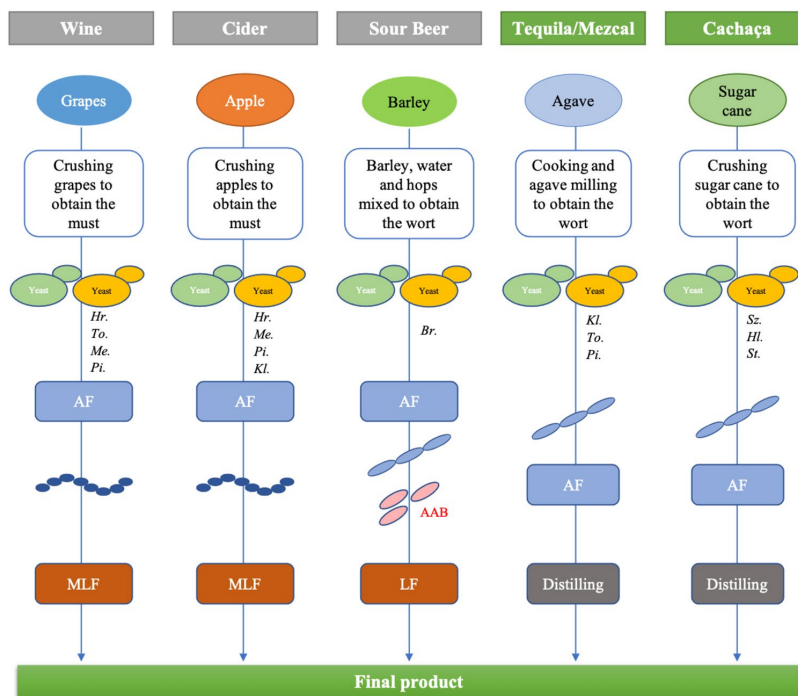 Wine
Cider
Sour Beer
Tequila/Mezcal
Cachaça
Grapes
Apple
Barley
Agave
Sugar
cane
Crushing
grapes to
obtain the
must
Crushing
apples to
obtain the
must
Barley, water
and hops
mixed to obtain
the wort
Cooking and
agave milling
to obtain the
wort
Crushing
sugar cane to
obtain the
wort
Yeast
Yeast
Yeast
Yeast
Yeast
Yeast
Yeast
Yeast
Yeast
Yeast
Hr.
To.
Me.
Pi.
Hr.
Me.
Pi.
Kl.
Br.
Kl.
To.
Pi.
Sz.
Hl.
St.
AF
AF
AF
AAB
AF
AF
MLF
MLF
LF
Distilling
Distilling
Final product